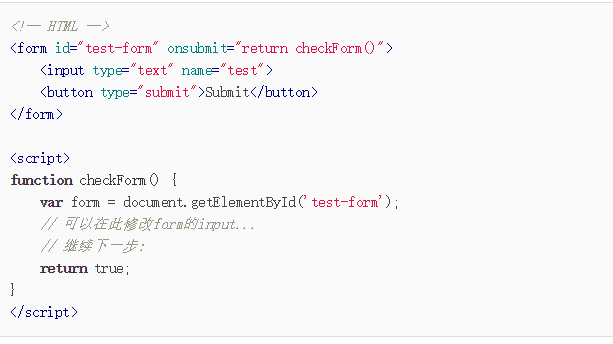 <!-- HTML -->
<form id="test-form" onsubmit="return checkForm()">
    <input type="text" name="test">
    <button type="submit">Submit</button>
</form>

<script>
function checkForm() {
    var form = document.getElementById('test-form');
    // 可以在此修改form的input...
    // 继续下一步:
    return true;
}
</script>